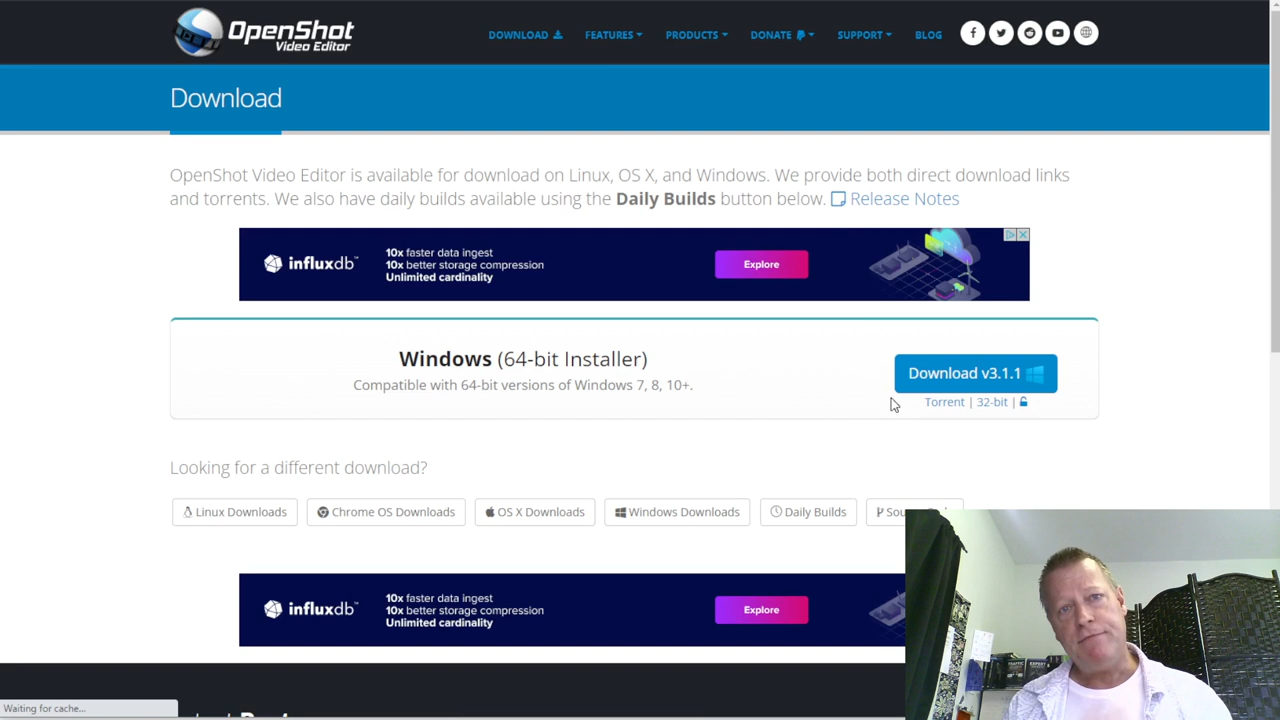 OpenShot
Video Editor
DOWNLOAD FEATURES PRODUCTS DONATE SUPPORT BLOG
Download
OpenShot Video Editor is available for download on Linux, OS X, and Windows. We provide both direct download links
and torrents. We also have daily builds available using the Daily Builds button below. Release Notes
influxdb™
10x faster data ingest
10x better storage compression
Unlimited cardinality
Explore
Windows (64-bit Installer)
Compatible with 64-bit versions of Windows 7, 8, 10+.
Download v3.1.1
Torrent | 32-bit |
Looking for a different download?
Linux Downloads Chrome OS Downloads OS X Downloads Windows Downloads Daily Builds
influxdb™
10x faster data ingest
10x better storage compression
Unlimited cardinality
Explore
Waiting for cache...
TRAFFIC
EXPERT